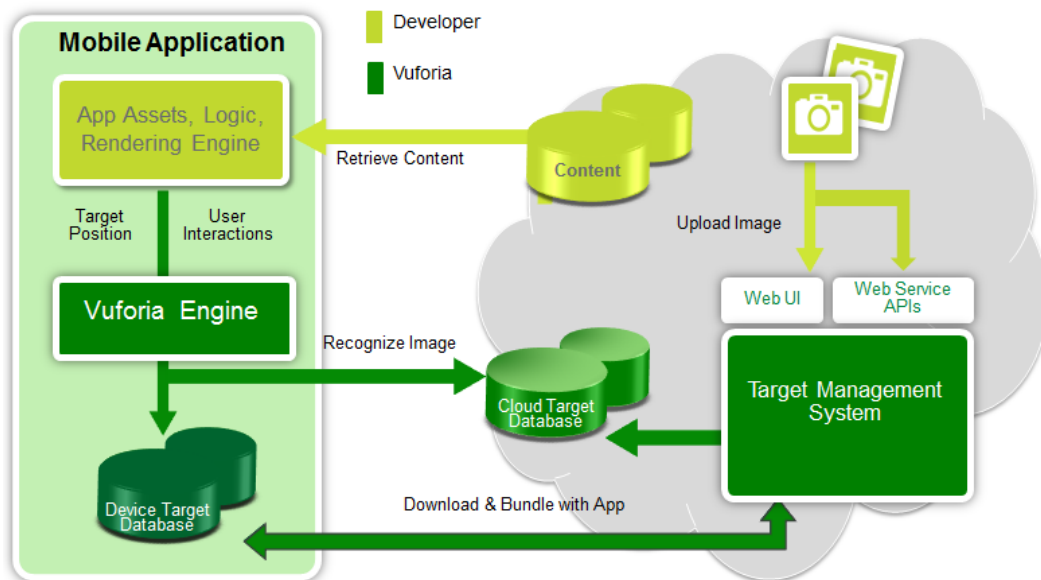 Mobile Application
Developer
Vuforia
App Assets, Logic,
Rendering Engine
Retrieve Content
Content
Target
Position
User
Interactions
Upload Image
Vuforia Engine
Web UI
Web Service
APIs
Recognize Image
Cloud Target
Database
Target Management
System
Device Target
Database
Download & Bundle with App